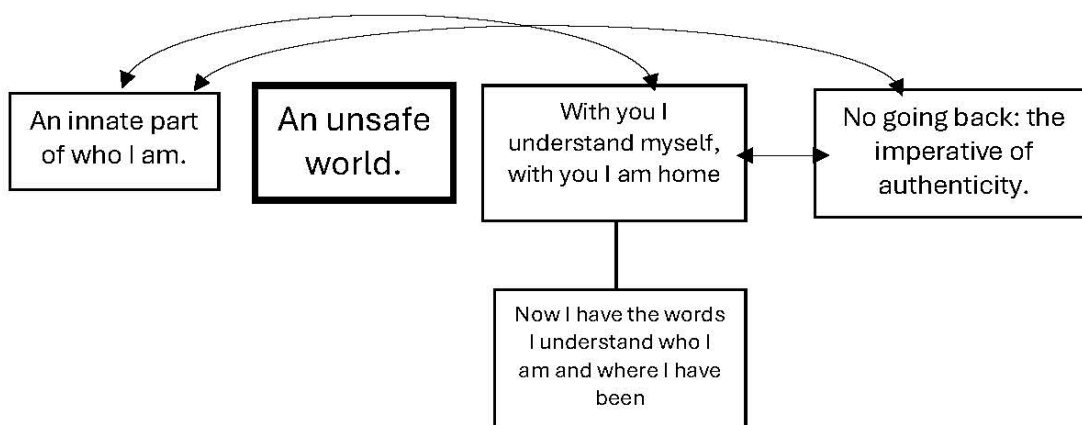 An innate part
of who I am.
An unsafe
world.
With you I
understand myself,
with you I am home
No going back: the
imperative of
authenticity.
Now I have the words
I understand who I
am and where I have
been